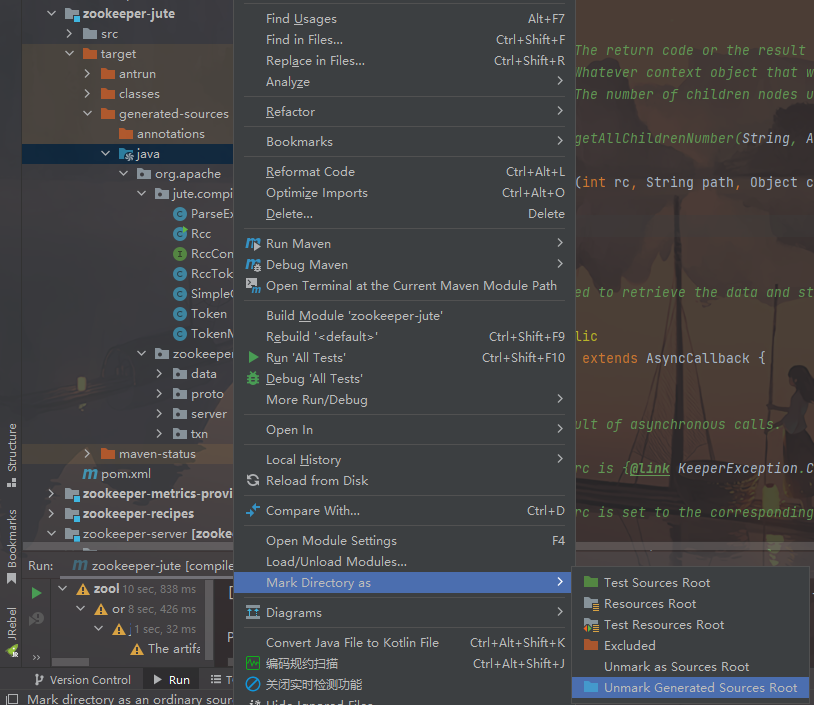 zookeeper-jute
src
target
antrun
classes
generated-sources
annotations
java
org.apache
jute.compi
ParseEx
Rcc
RccCon
RccTok
SimpleC
Token
TokenM
zookeeper
data
proto
server
txn
maven-status
pom.xml
zookeeper-metrics-provi
zookeeper-recipes
zookeeper-server [zooke
Structure
Bookmarks
JRebel
Find Usages Alt+F7
Find in Files... Ctrl+Shift+F
Replace in Files... Ctrl+Shift+R
Analyze
Refactor
Bookmarks
Reformat Code Ctrl+Alt+L
Optimize Imports Ctrl+Alt+O
Delete... Delete
Run Maven
Debug Maven
Open Terminal at the Current Maven Module Path
Build Module 'zookeeper-jute'
Rebuild '<default>' Ctrl+Shift+F9
Run 'All Tests' Ctrl+Shift+F10
Debug 'All Tests'
More Run/Debug
Open In
Local History
Reload from Disk
Compare With... Ctrl+D
Open Module Settings F4
Load/Unload Modules...
Mark Directory as
Diagrams
Convert Java File to Kotlin File Ctrl+Alt+Shift+K
编码规约扫描 Ctrl+Alt+Shift+J
关闭实时检测功能
Hide Ignored Files
The return code or the result
Whatever context object that w
The number of children nodes u
getAllChildrenNumber(String, A
(int rc, String path, Object c
ed to retrieve the data and st
lic
extends AsyncCallback {
ult of asynchronous calls.
rc is {@link KeeperException.C
rc is set to the corresponding
Test Sources Root
Resources Root
Test Resources Root
Excluded
Unmark as Sources Root
Unmark Generated Sources Root
Run: zookeeper-jute [compile
zool 10 sec, 838 ms
or 8 sec, 426 ms
j 1 sec, 32 ms
The artifa
[
P
Version Control Run T
Mark directory as an ordinary sour